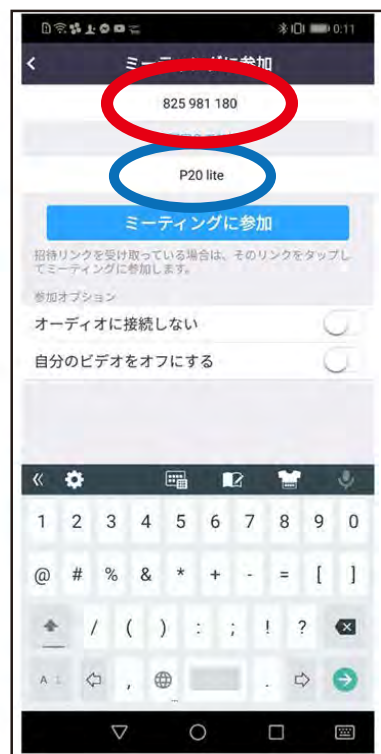 0:11
ミーティングに参加
825 981 180
P20 lite
ミーティングに参加
招待リンクを受け取っている場合は、そのリンクをタップし
てミーティングに参加します。
参加オプション
オーディオに接続しない
自分のビデオをオフにする
1 2 3 4 5 6 7 8 9 0
@ # % & * + - = [ ]
/ ( ) : ; ! ?
A , .